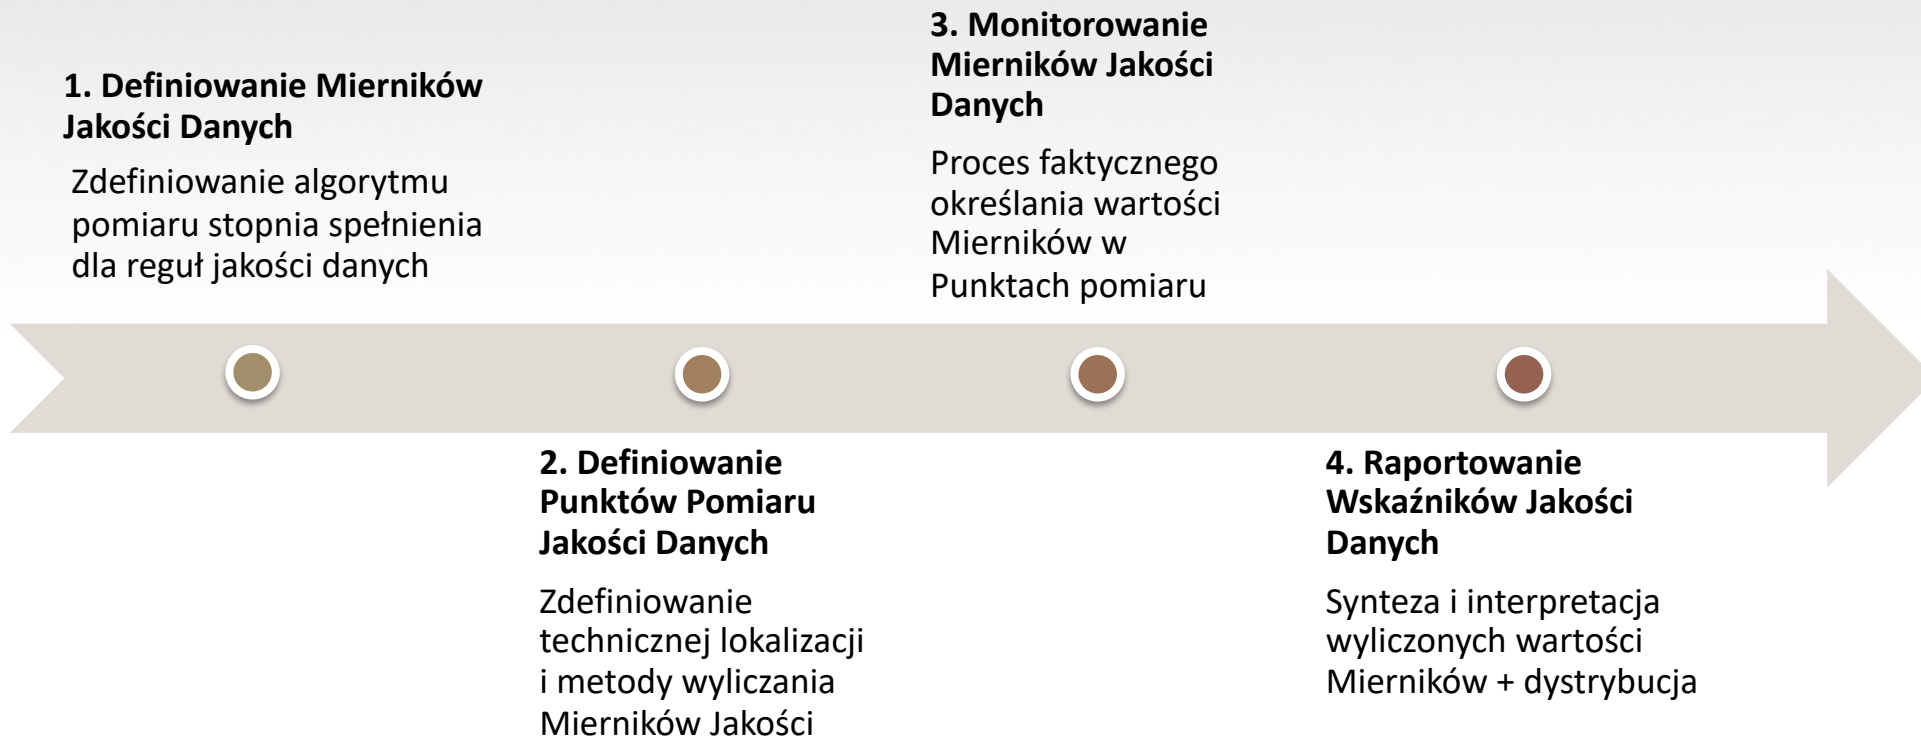 1. Definiowanie Mierników
Jakości Danych
Zdefiniowanie algorytmu
pomiaru stopnia spełnienia
dla reguł jakości danych
2. Definiowanie
Punktów Pomiaru
Jakości Danych
Zdefiniowanie
technicznej lokalizacji
i metody wyliczania
Mierników Jakości
3. Monitorowanie
Mierników Jakości
Danych
Proces faktycznego
określania wartości
Mierników w
Punktach pomiaru
4. Raportowanie
Wskaźników Jakości
Danych
Synteza i interpretacja
wyliczonych wartości
Mierników + dystrybucja